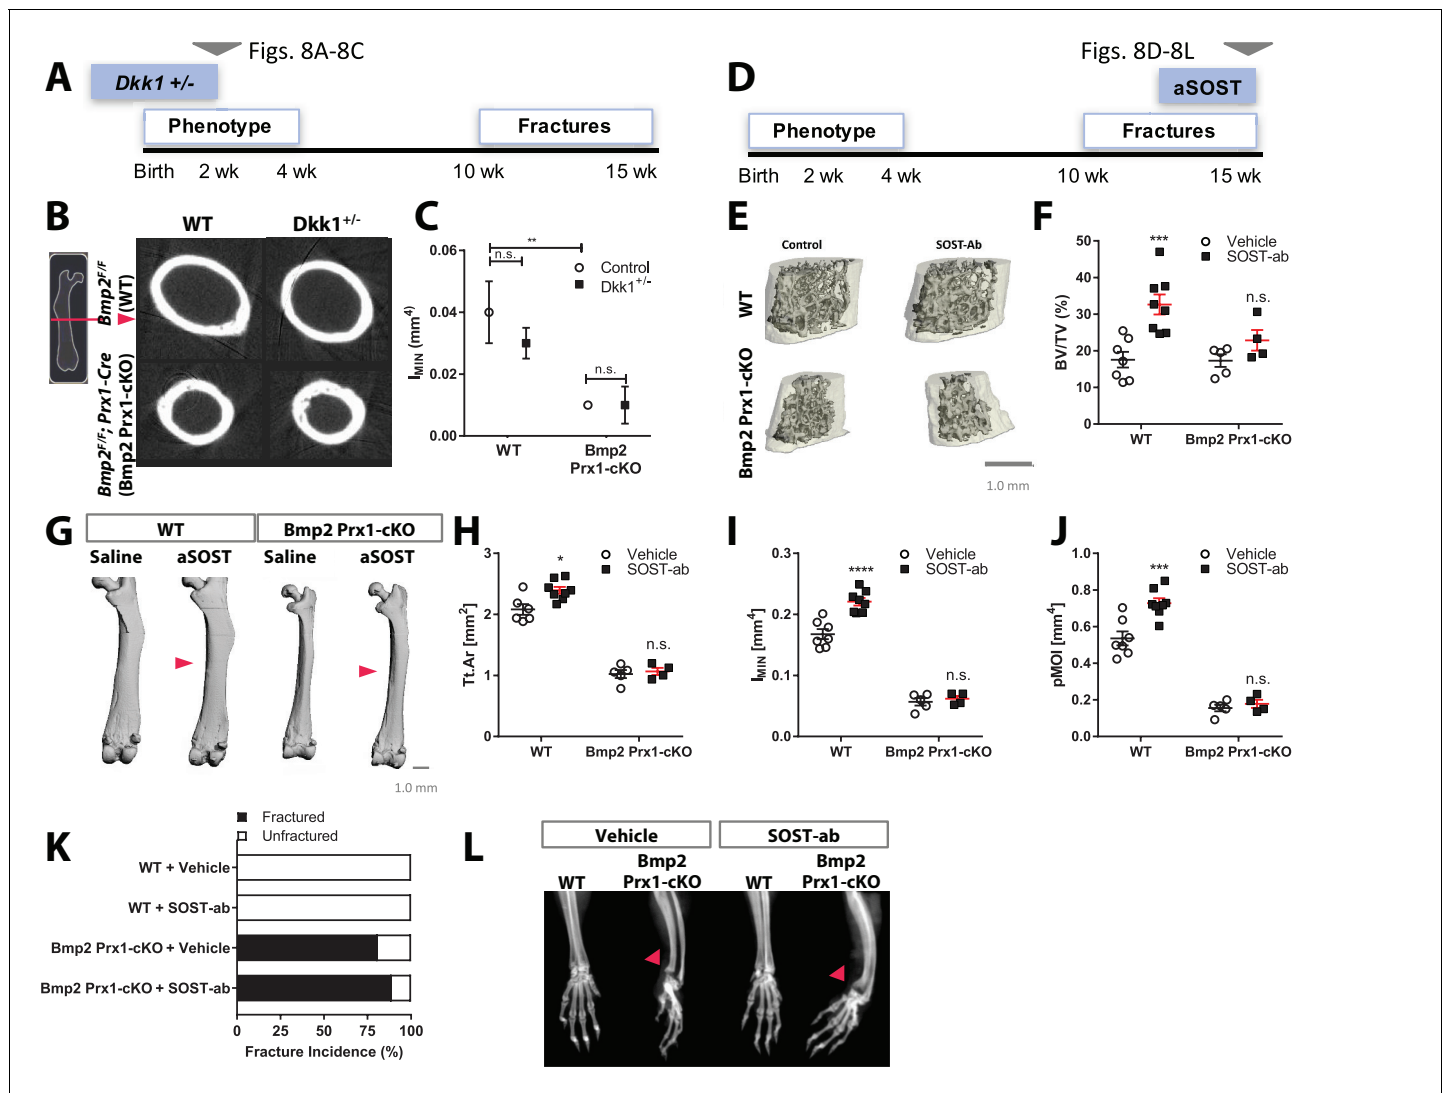 Figs. 8A-8C
A
Dkk1 +/-
Phenotype
Fractures
Birth 2 wk 4 wk 10 wk 15 wk
Figs. 8D-8L
D
aSOST
Phenotype
Fractures
Birth 2 wk 4 wk 10 wk 15 wk
B
WT
Dkk1+/-
Bmp2F/F
(WT)
Bmp2F/F; Prx1-Cre
(Bmp2 Prx1-cKO)
C
IMIN (mm4)
0.06
0.04
0.02
0.00
**
n.s.
n.s.
Control
Dkk1+/-
WT
Bmp2
Prx1-cKO
E
Control
SOST-Ab
WT
Bmp2 Prx1-cKO
1.0 mm
F
BV/TV (%)
50
40
30
20
10
0
***
n.s.
Vehicle
SOST-ab
WT
Bmp2 Prx1-cKO
G
WT
Bmp2 Prx1-cKO
Saline aSOST Saline aSOST
1.0 mm
H
Tt.Ar [mm2]
3
2
1
0
*
n.s.
Vehicle
SOST-ab
WT
Bmp2 Prx1-cKO
I
IMIN [mm4]
0.3
0.2
0.1
0.0
****
n.s.
Vehicle
SOST-ab
WT
Bmp2 Prx1-cKO
J
pMOI [mm4]
1.0
0.8
0.6
0.4
0.2
0.0
***
n.s.
Vehicle
SOST-ab
WT
Bmp2 Prx1-cKO
K
Fractured
Unfractured
WT + Vehicle
WT + SOST-ab
Bmp2 Prx1-cKO + Vehicle
Bmp2 Prx1-cKO + SOST-ab
0 25 50 75 100
Fracture Incidence (%)
L
Vehicle
SOST-ab
WT
Bmp2
Prx1-cKO
WT
Bmp2
Prx1-cKO